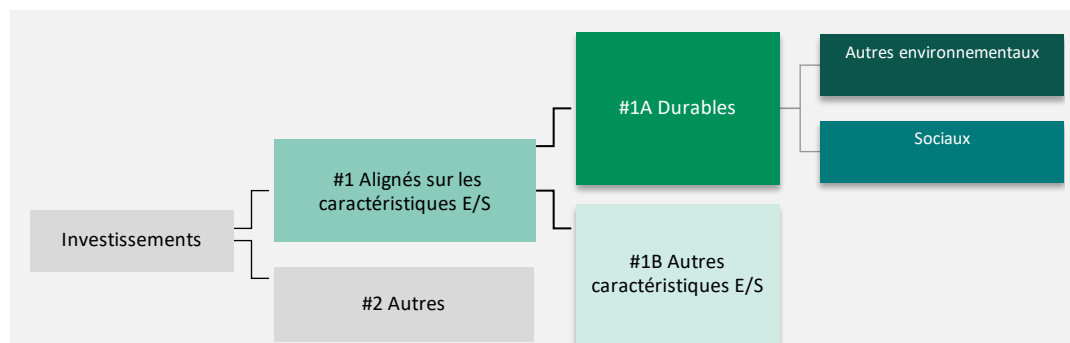 Investissements
#1 Alignés sur les
caractéristiques E/S
#2 Autres
#1A Durables
#1B Autres
caractéristiques E/S
Autres environnementaux
Sociaux